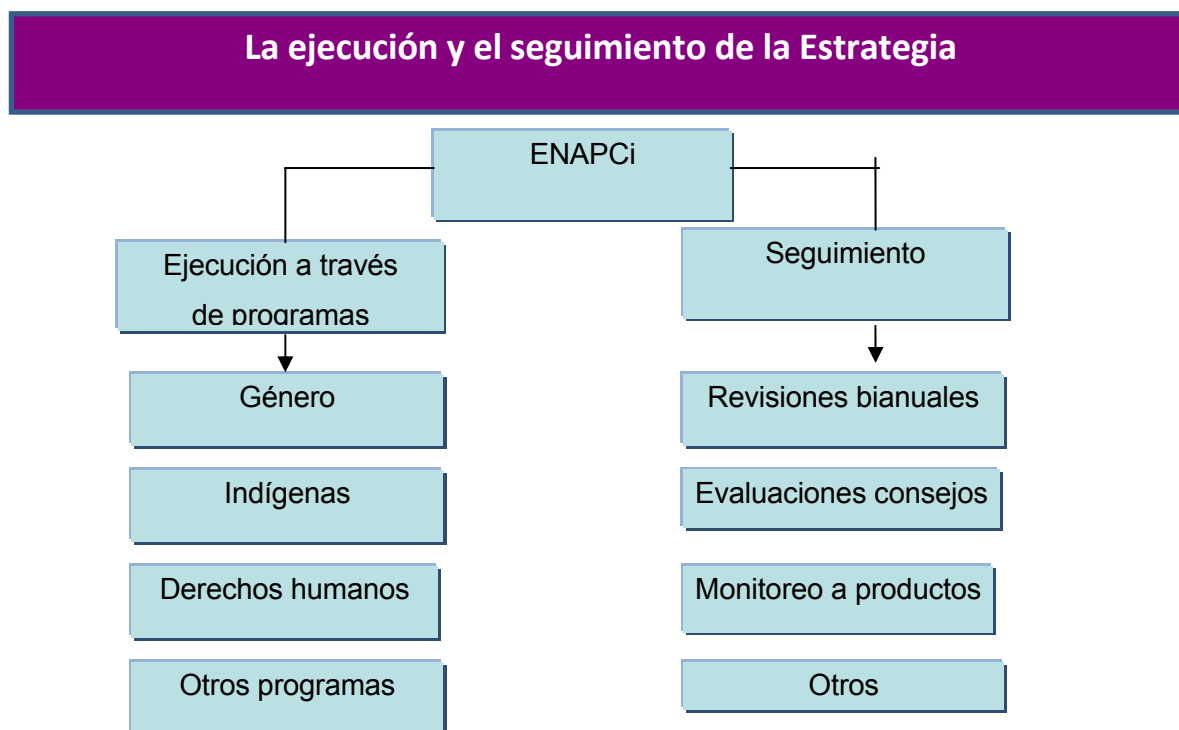 La ejecución y el seguimiento de la Estrategia
ENAPCi
Ejecución a través
de programas
Género
Indígenas
Derechos humanos
Otros programas
Seguimiento
Revisiones bianuales
Evaluaciones consejos
Monitoreo a productos
Otros